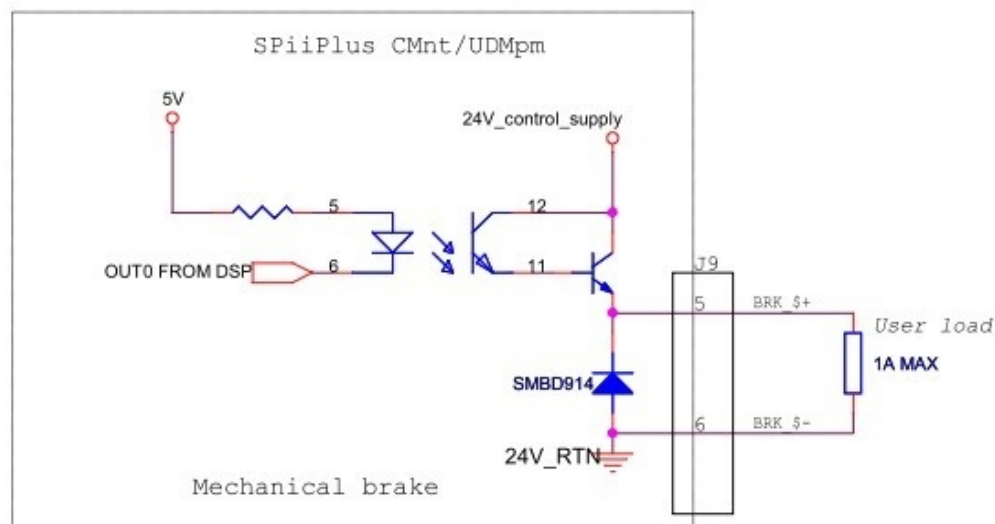 SPiiPlus CMnt/UDMpm
5V
24V_control_supply
5
12
OUT0 FROM DSP
6
11
J9
5
BRK_$+
User load
1A MAX
SMBD914
6
BRK_$-
24V_RTN
Mechanical brake